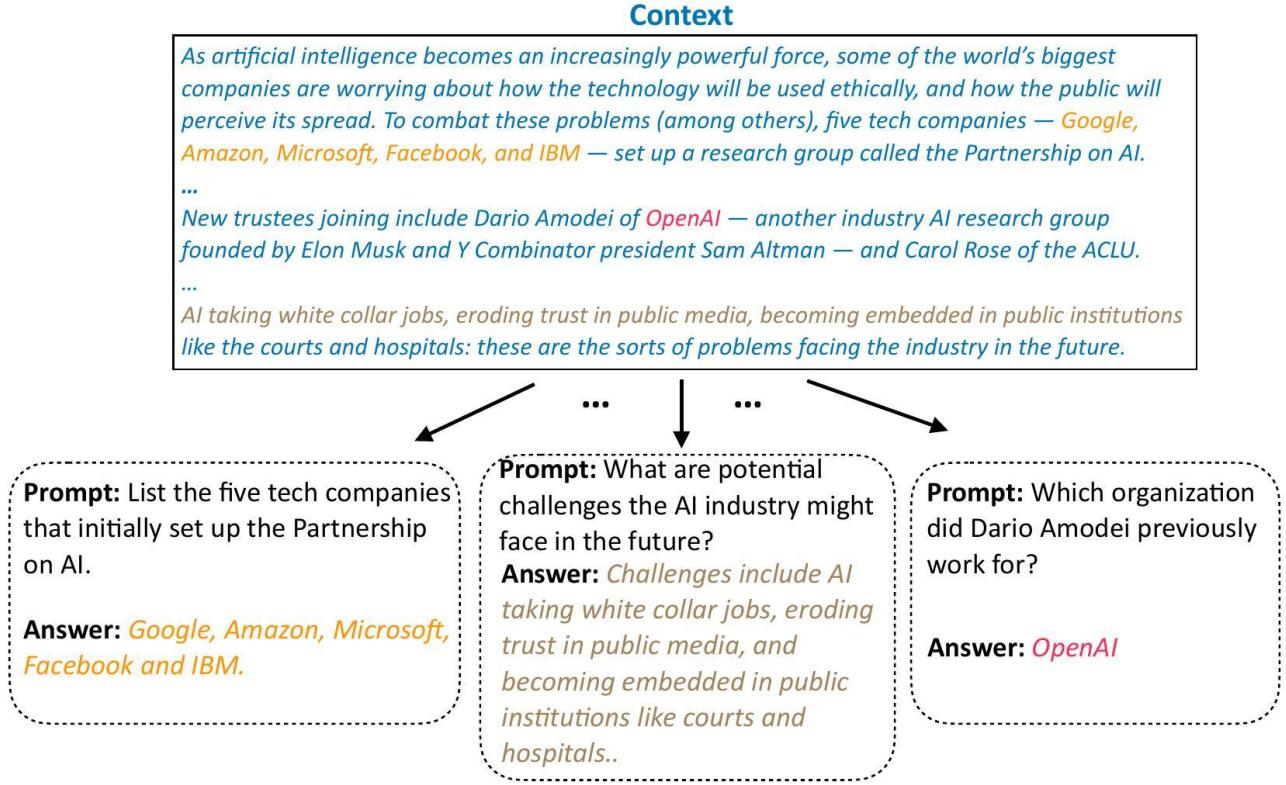 Context
As artificial intelligence becomes an increasingly powerful force, some of the world's biggest
companies are worrying about how the technology will be used ethically, and how the public will
perceive its spread. To combat these problems (among others), five tech companies — Google,
Amazon, Microsoft, Facebook, and IBM — set up a research group called the Partnership on AI.
...
New trustees joining include Dario Amodei of OpenAI — another industry AI research group
founded by Elon Musk and Y Combinator president Sam Altman — and Carol Rose of the ACLU.
...
AI taking white collar jobs, eroding trust in public media, becoming embedded in public institutions
like the courts and hospitals: these are the sorts of problems facing the industry in the future.
... ...
Prompt: List the five tech companies
that initially set up the Partnership
on AI.
Answer: Google, Amazon, Microsoft,
Facebook and IBM.
Prompt: What are potential
challenges the AI industry might
face in the future?
Answer: Challenges include AI
taking white collar jobs, eroding
trust in public media, and
becoming embedded in public
institutions like courts and
hospitals..
Prompt: Which organization
did Dario Amodei previously
work for?
Answer: OpenAI